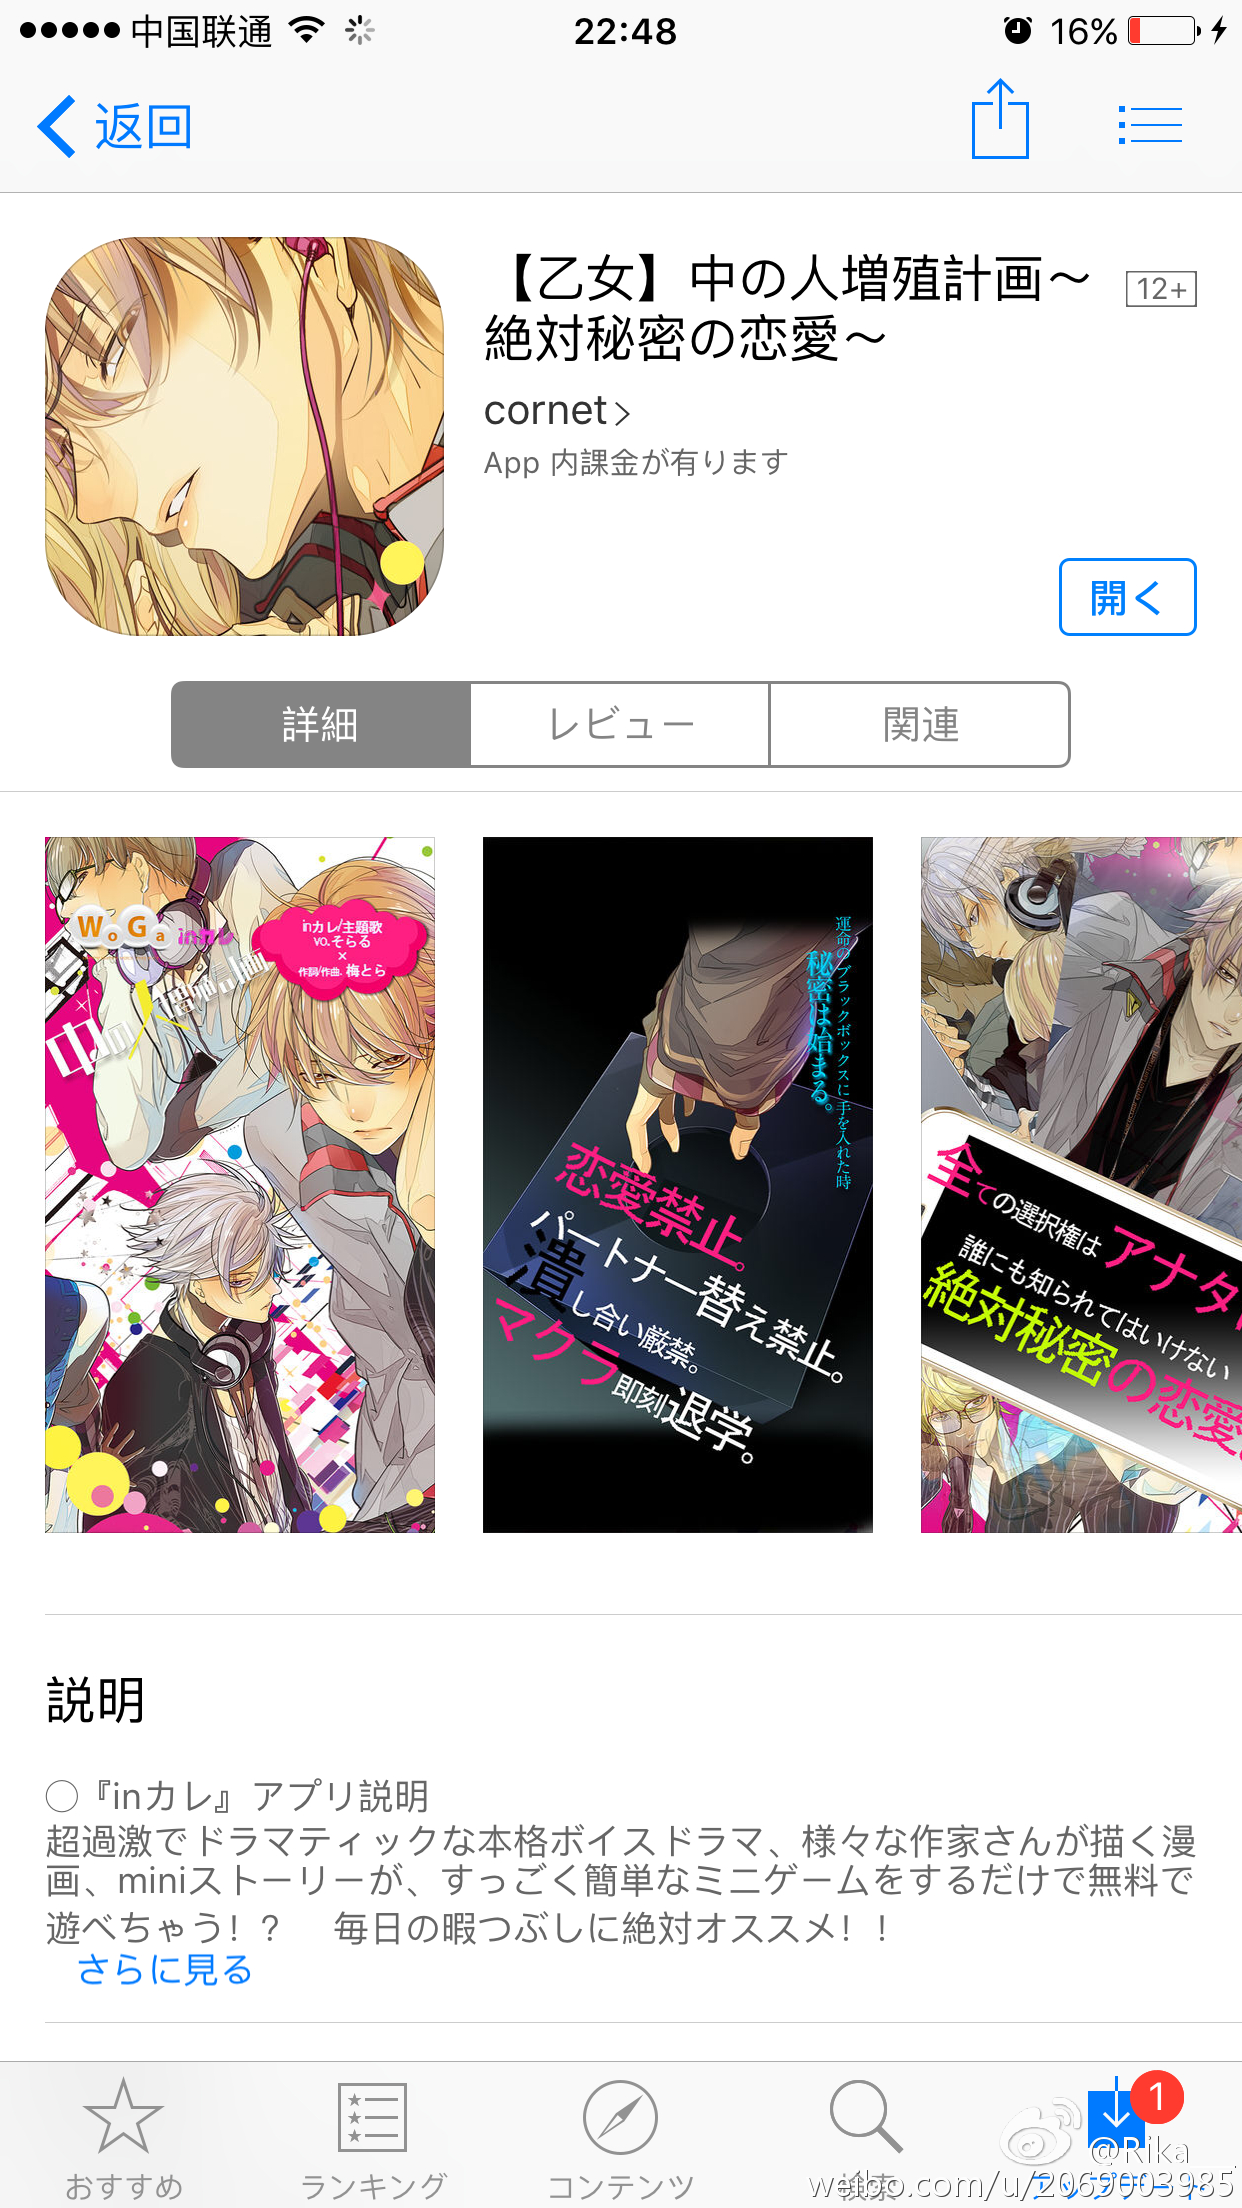 中国联通
22:48
16%
返回
【乙女】中の人増殖計画～
絶対秘密の恋愛～
12+
cornet
App 内課金が有ります
開く
詳細
レビュー
関連
WoGa
inカレ
inカレ/主題歌
vo.そらる
×
作詞/作曲. 梅とら
中の人増殖計画
運命のブラックボックスに手を入れた時
秘密は始まる。
恋愛禁止。
パートナー替え禁止。
潰し合い厳禁。
マクラ即刻退学。
全ての選択権はアナタ
誰にも知られてはいけない
絶対秘密の恋愛
説明
○『inカレ』アプリ説明
超過激でドラマティックな本格ボイスドラマ、様々な作家さんが描く漫
画、miniストーリーが、すっごく簡単なミニゲームをするだけで無料で
遊べちゃう！？　毎日の暇つぶしに絶対オススメ！！
さらに見る
1
おすすめ
ランキング
コンテンツ
検索
アップデート
@Rika_
weibo.com/u/2069003985